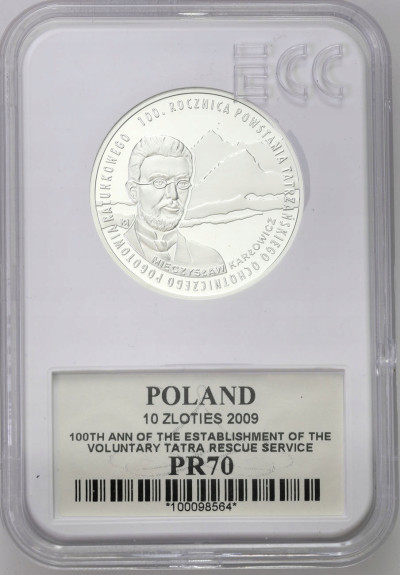 ECC
100. ROCZNICA POWSTANIA TATRZAŃSKIEGO OCHOTNICZEGO POGOTOWIA RATUNKOWEGO
MIECZYSŁAW KARŁOWICZ
POLAND
10 ZLOTIES 2009
100TH ANN OF THE ESTABLISHMENT OF THE
VOLUNTARY TATRA RESCUE SERVICE
PR70
*100098564*